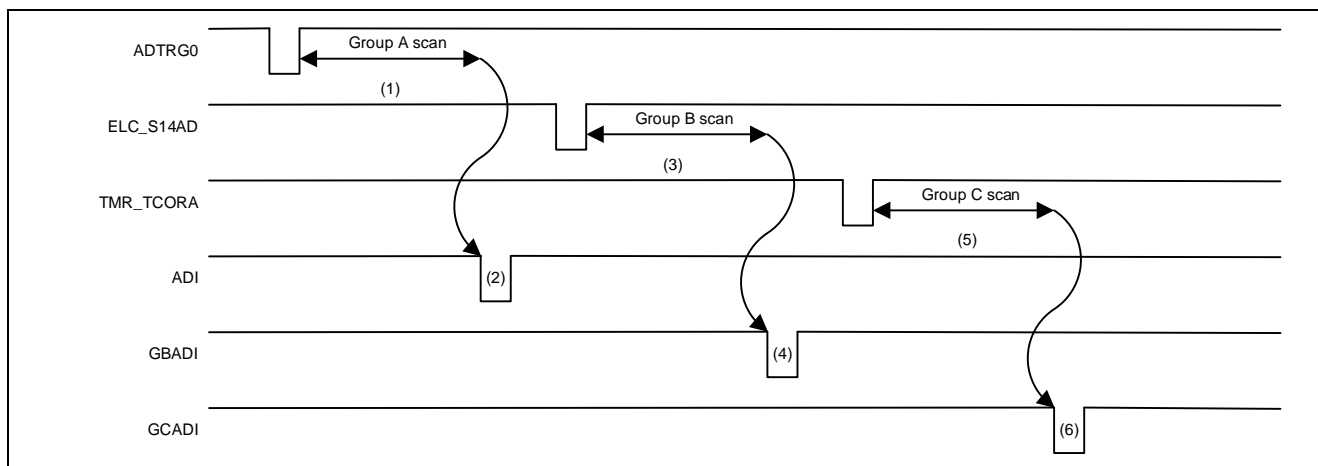 ADTRG0
Group A scan
(1)
ELC_S14AD
Group B scan
(3)
TMR_TCORA
Group C scan
(5)
ADI
(2)
GBADI
(4)
GCADI
(6)